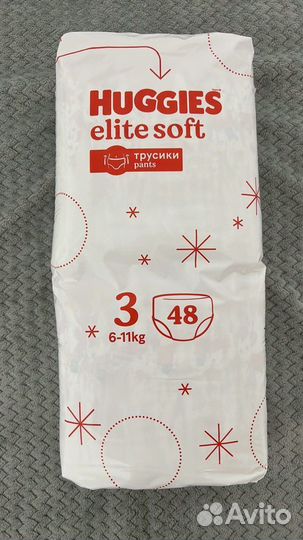 HUGGIES
elite soft
трусики
pants
3
48
6-11kg
Avito